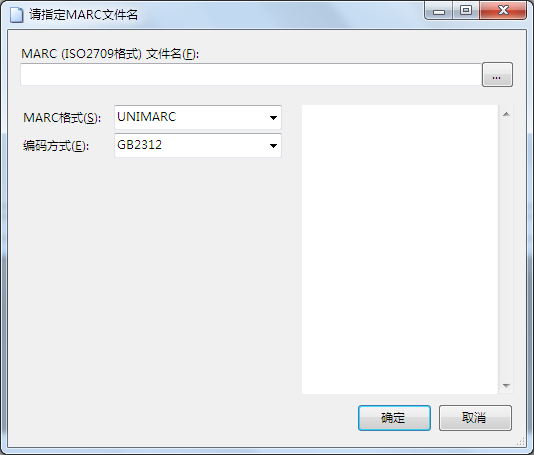 请指定MARC文件名
MARC (ISO2709格式) 文件名(F):
...
MARC格式(S): UNIMARC
编码方式(E): GB2312
确定 取消